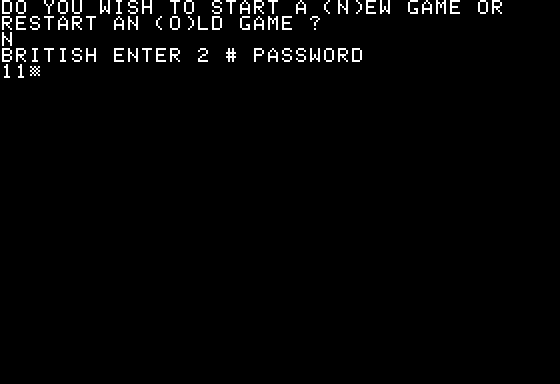 DO YOU WISH TO START A (N)EW GAME OR
RESTART AN (O)LD GAME ?
N
BRITISH ENTER 2 # PASSWORD
11